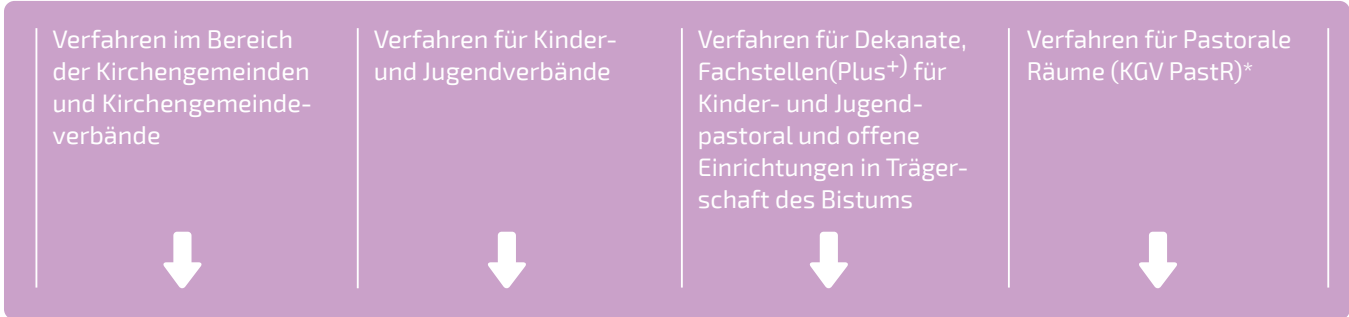 Verfahren im Bereich
der Kirchengemeinden
und Kirchengemeinde-
verbände
Verfahren für Kinder-
und Jugendverbände
Verfahren für Dekanate,
Fachstellen(Plus+) für
Kinder- und Jugend-
pastoral und offene
Einrichtungen in Träger-
schaft des Bistums
Verfahren für Pastorale
Räume (KGV PastR)*